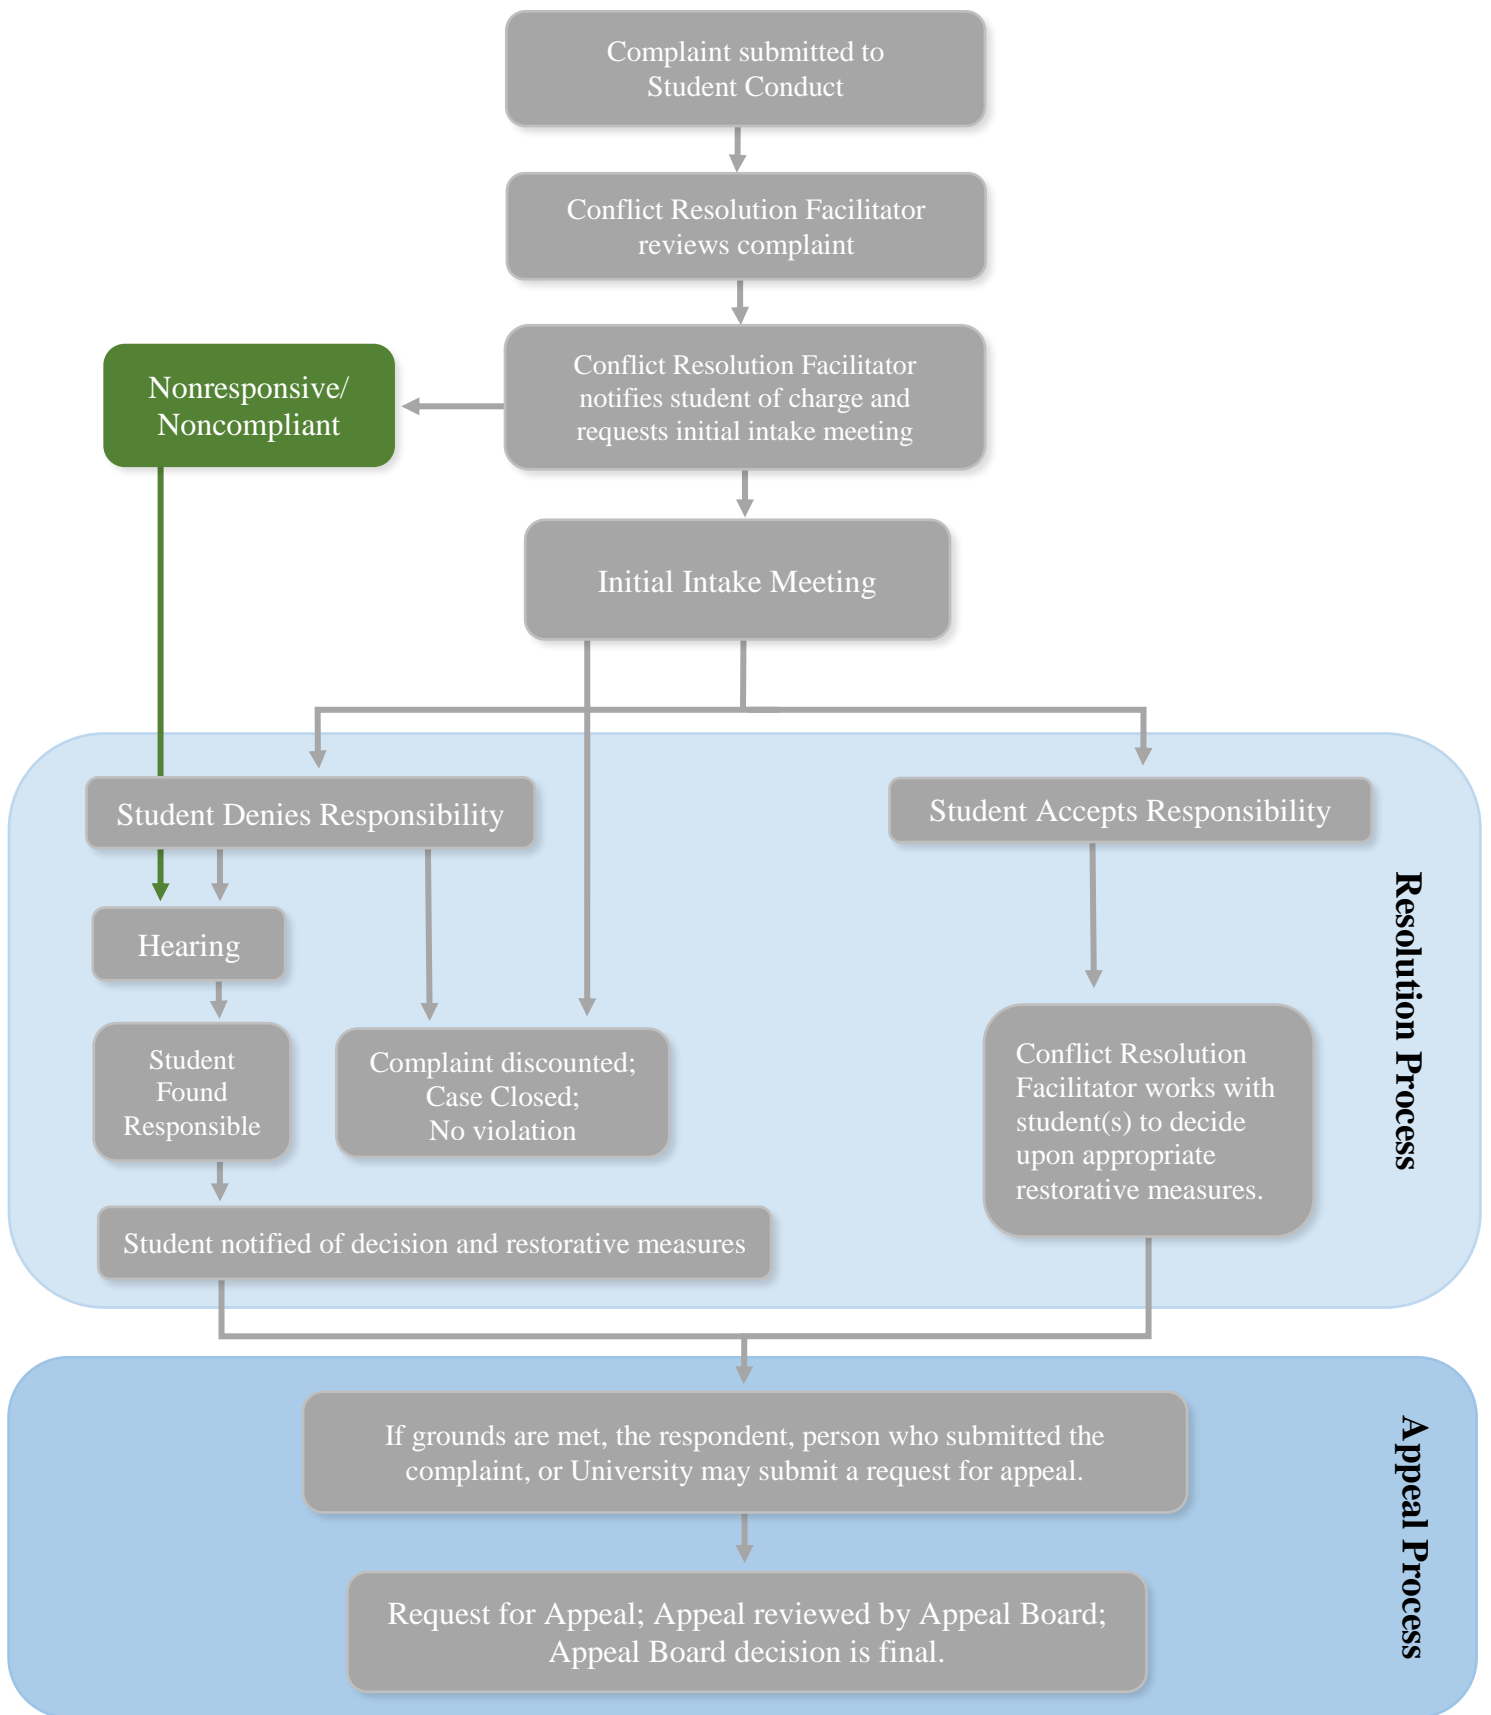 Complaint submitted to
Student Conduct
Conflict Resolution Facilitator
reviews complaint
Nonresponsive/
Noncompliant
Conflict Resolution Facilitator
notifies student of charge and
requests initial intake meeting
Initial Intake Meeting
Student Denies Responsibility
Student Accepts Responsibility
Resolution Process
Hearing
Student
Found
Responsible
Complaint discounted;
Case Closed;
No violation
Conflict Resolution
Facilitator works with
student(s) to decide
upon appropriate
restorative measures.
Student notified of decision and restorative measures
If grounds are met, the respondent, person who submitted the
complaint, or University may submit a request for appeal.
Appeal Process
Request for Appeal; Appeal reviewed by Appeal Board;
Appeal Board decision is final.